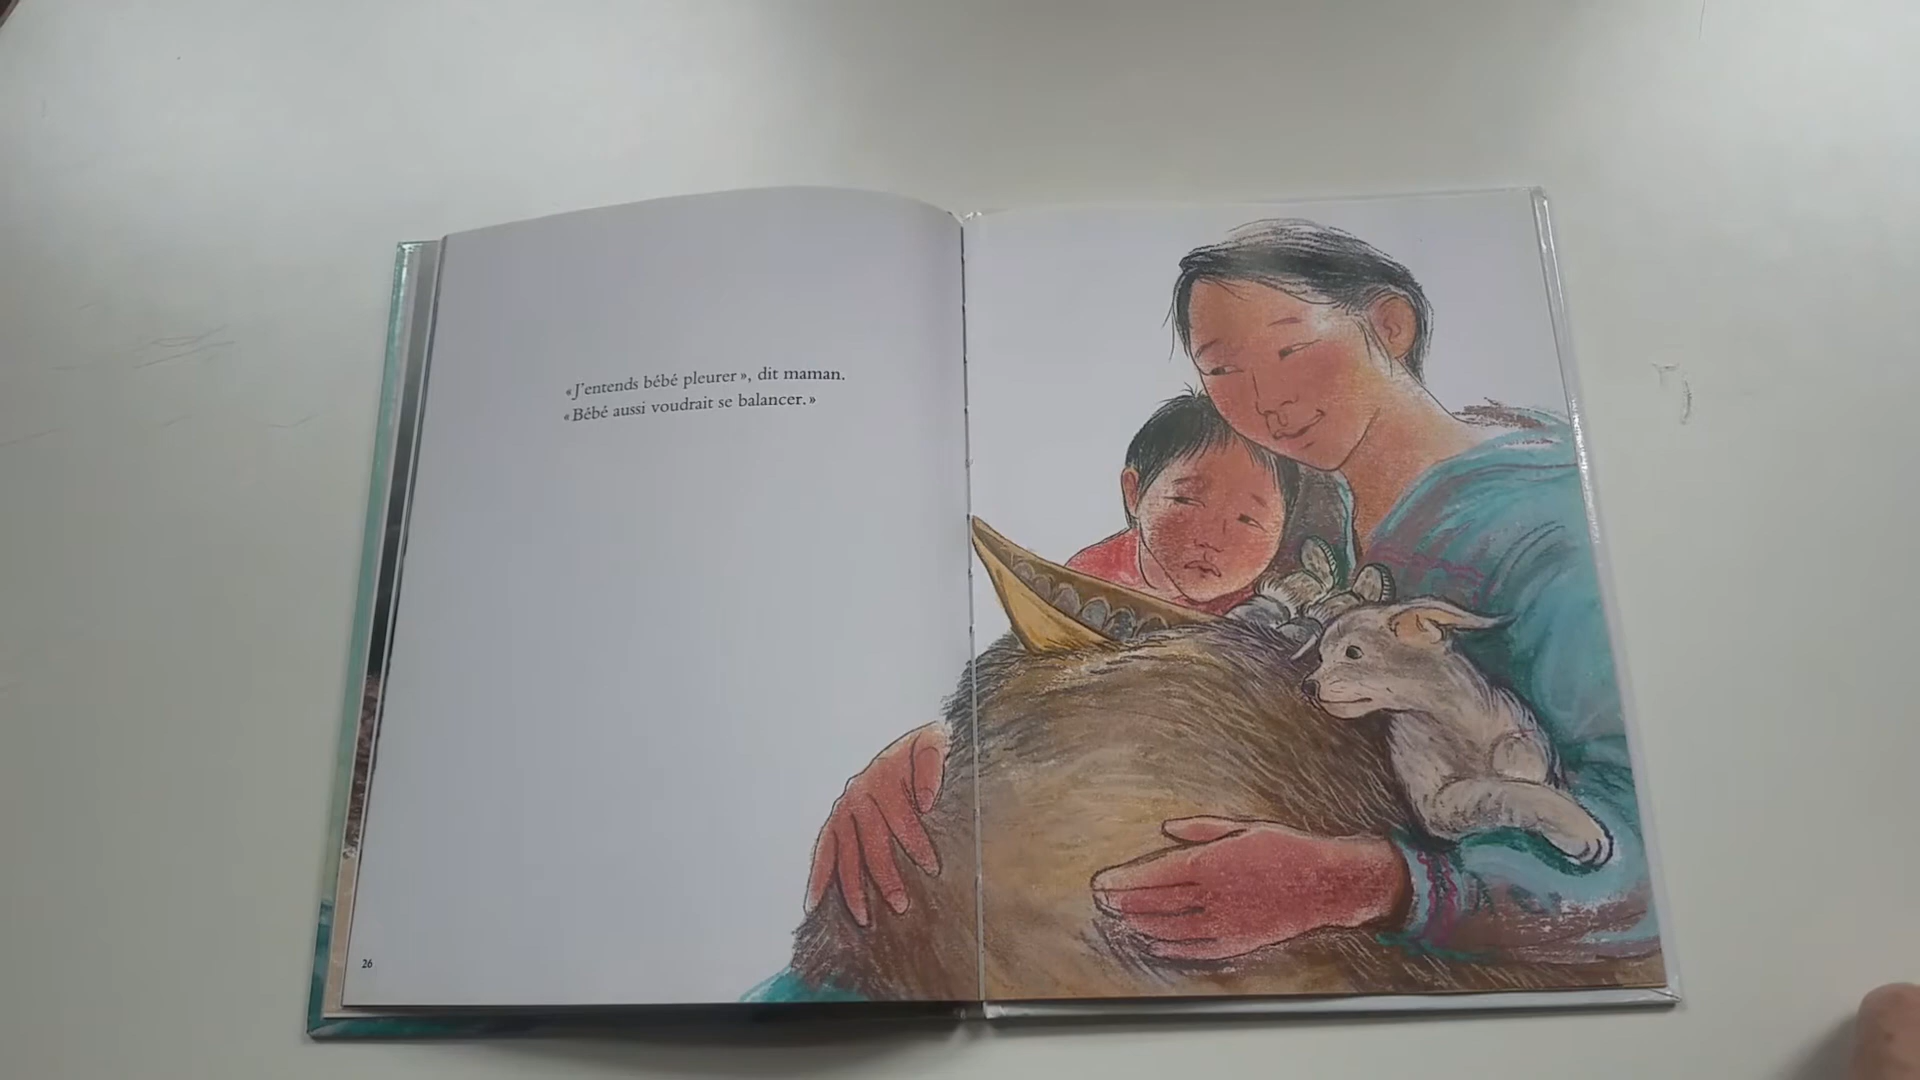 «J'entends bébé pleurer», dit maman.
«Bébé aussi voudrait se balancer.»
26